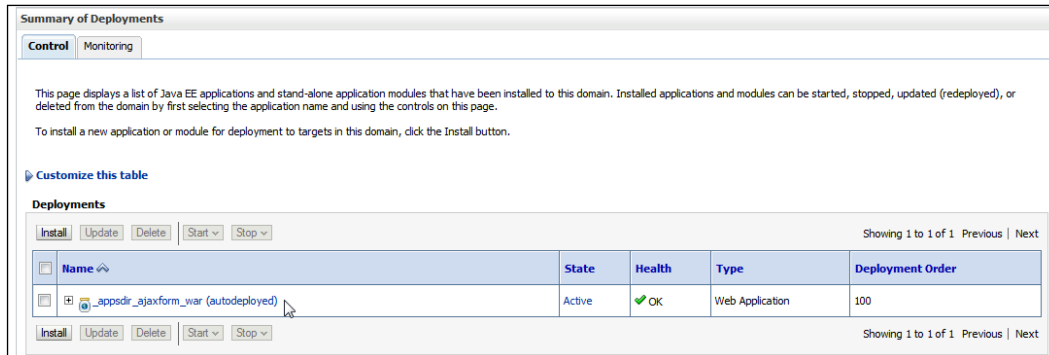 Summary of Deployments
Control Monitoring
This page displays a list of Java EE applications and stand-alone application modules that have been installed to this domain. Installed applications and modules can be started, stopped, updated (redeployed), or
deleted from the domain by first selecting the application name and using the controls on this page.
To install a new application or module for deployment to targets in this domain, click the Install button.
Customize this table
Deployments
Install Update Delete Start Stop Showing 1 to 1 of 1 Previous | Next
Name State Health Type Deployment Order
_appsdir_ajaxform_war (autodeployed) Active OK Web Application 100
Install Update Delete Start Stop Showing 1 to 1 of 1 Previous | Next